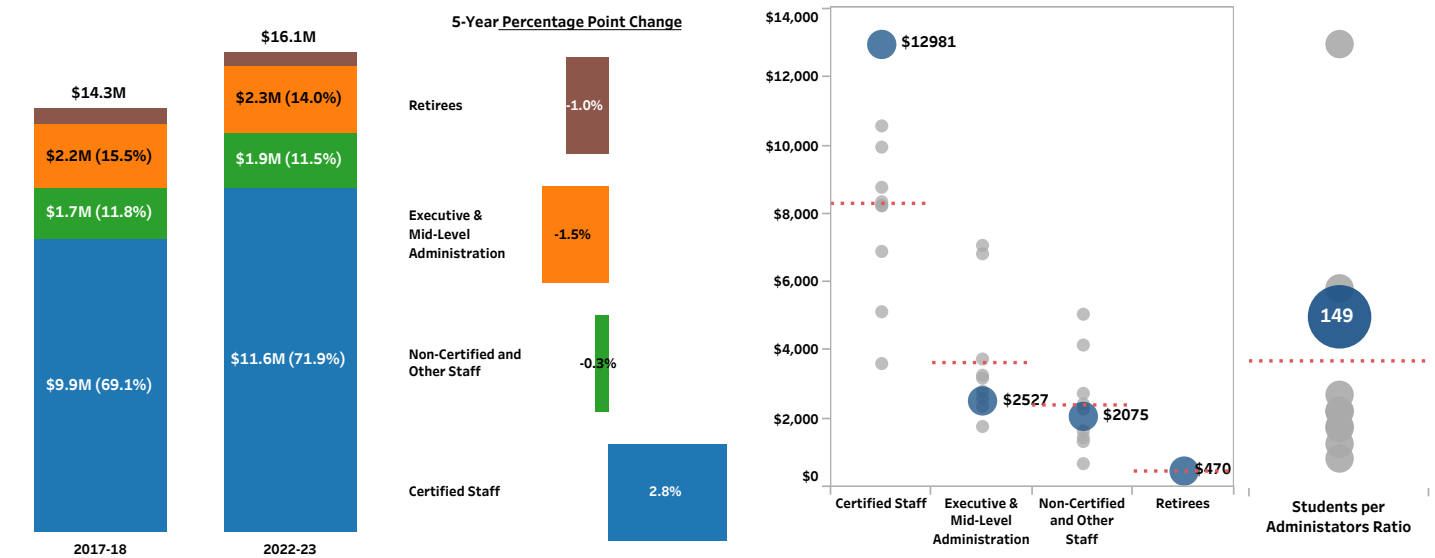 $14.3M
$2.2M (15.5%)
$1.7M (11.8%)
$9.9M (69.1%)
2017-18
$16.1M
$2.3M (14.0%)
$1.9M (11.5%)
$11.6M (71.9%)
2022-23
5-Year Percentage Point Change
Retirees
-1.0%
Executive &
Mid-Level
Administration
-1.5%
Non-Certified and
Other Staff
-0.3%
Certified Staff
2.8%
$14,000
$12,000
$10,000
$8,000
$6,000
$4,000
$2,000
$0
$12981
$2527
$2075
$470
Certified Staff
Executive &
Mid-Level
Administration
Non-Certified
and Other
Staff
Retirees
149
Students per
Administators Ratio